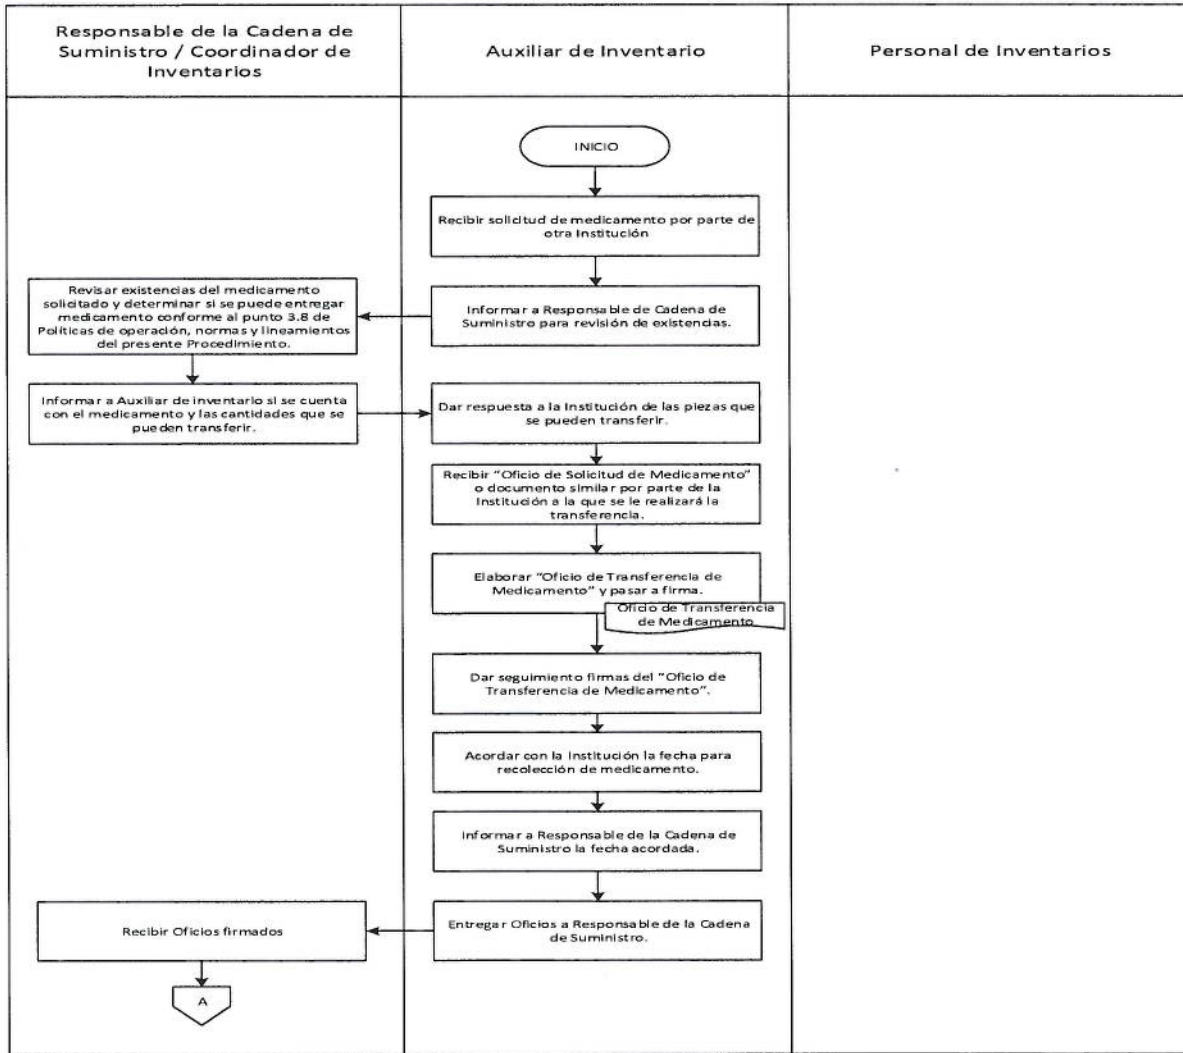 Responsable de la Cadena de
Suministro / Coordinador de
Inventarios
Auxiliar de Inventario
Personal de Inventarios
INICIO
Recibir solicitud de medicamento por parte de
otra Institución
Informar a Responsable de Cadena de
Suministro para revisión de existencias.
Revisar existencias del medicamento
solicitado y determinar si se puede entregar
medicamento conforme al punto 3.8 de
Políticas de operación, normas y lineamientos
del presente Procedimiento.
Informar a Auxiliar de inventario si se cuenta
con el medicamento y las cantidades que se
pueden transferir.
Dar respuesta a la Institución de las piezas que
se pueden transferir.
Recibir "Oficio de Solicitud de Medicamento"
o documento similar por parte de la
Institución a la que se le realizará la
transferencia.
Elaborar "Oficio de Transferencia de
Medicamento" y pasar a firma.
Oficio de Transferencia
de Medicamento
Dar seguimiento firmas del "Oficio de
Transferencia de Medicamento".
Acordar con la Institución la fecha para
recolección de medicamento.
Informar a Responsable de la Cadena de
Suministro la fecha acordada.
Entregar Oficios a Responsable de la Cadena
de Suministro.
Recibir Oficios firmados
A